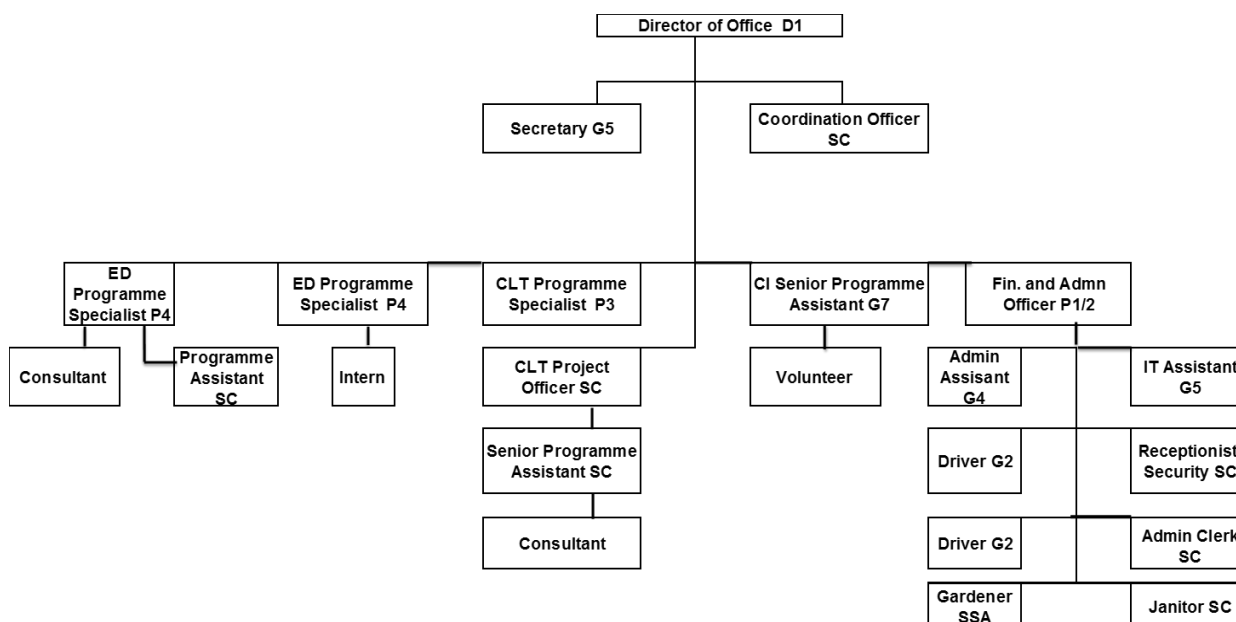 Director of Office D1
Secretary G5
Coordination Officer
SC
ED
Programme
Specialist P4
ED Programme
Specialist P4
CLT Programme
Specialist P3
CI Senior Programme
Assistant G7
Fin. and Admn
Officer P1/2
Consultant
Programme
Assistant
SC
Intern
CLT Project
Officer SC
Volunteer
Admin
Assisant
G4
IT Assistant
G5
Senior Programme
Assistant SC
Driver G2
Receptionist
Security SC
Consultant
Driver G2
Admin Clerk
SC
Gardener
SSA
Janitor SC